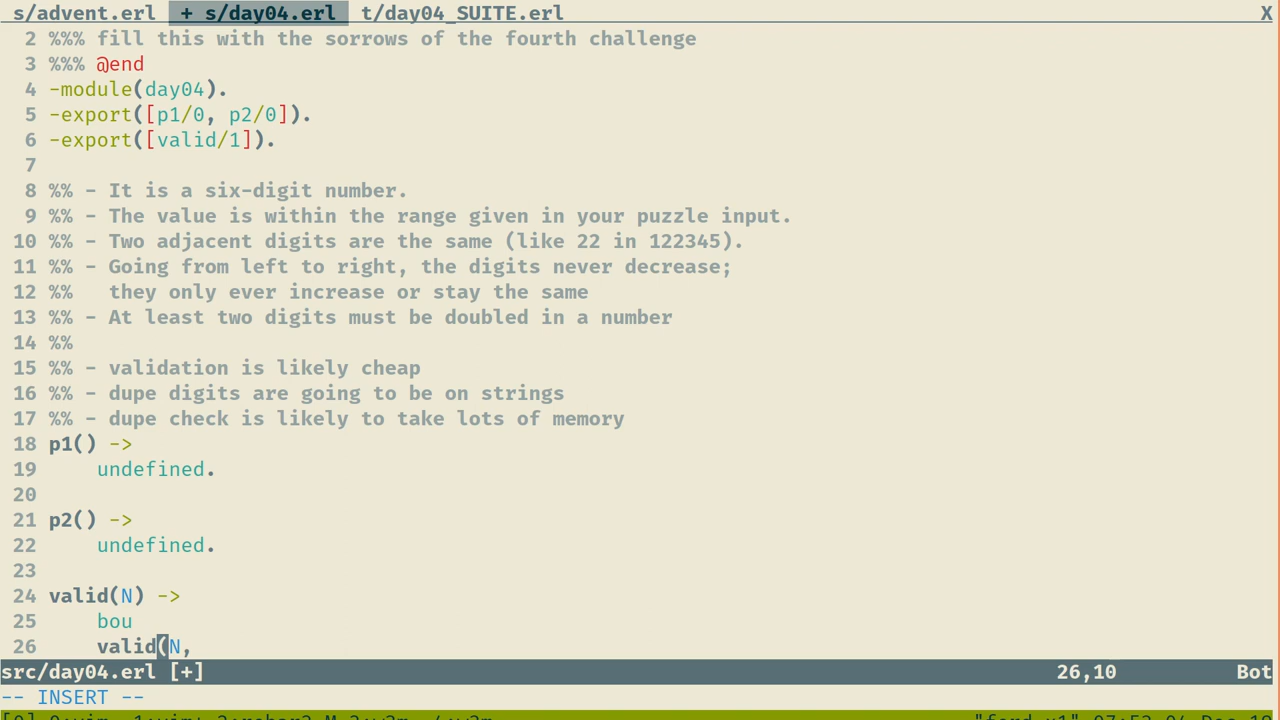 s/advent.erl + s/day04.erl t/day04_SUITE.erl X
2 %%% fill this with the sorrows of the fourth challenge
3 %%% @end
4 -module(day04).
5 -export([p1/0, p2/0]).
6 -export([valid/1]).
7
8 %% - It is a six-digit number.
9 %% - The value is within the range given in your puzzle input.
10 %% - Two adjacent digits are the same (like 22 in 122345).
11 %% - Going from left to right, the digits never decrease;
12 %%   they only ever increase or stay the same
13 %% - At least two digits must be doubled in a number
14 %%
15 %% - validation is likely cheap
16 %% - dupe digits are going to be on strings
17 %% - dupe check is likely to take lots of memory
18 p1() ->
19     undefined.
20
21 p2() ->
22     undefined.
23
24 valid(N) ->
25     bou
26     valid(N,
src/day04.erl [+] 26,10 Bot
-- INSERT --